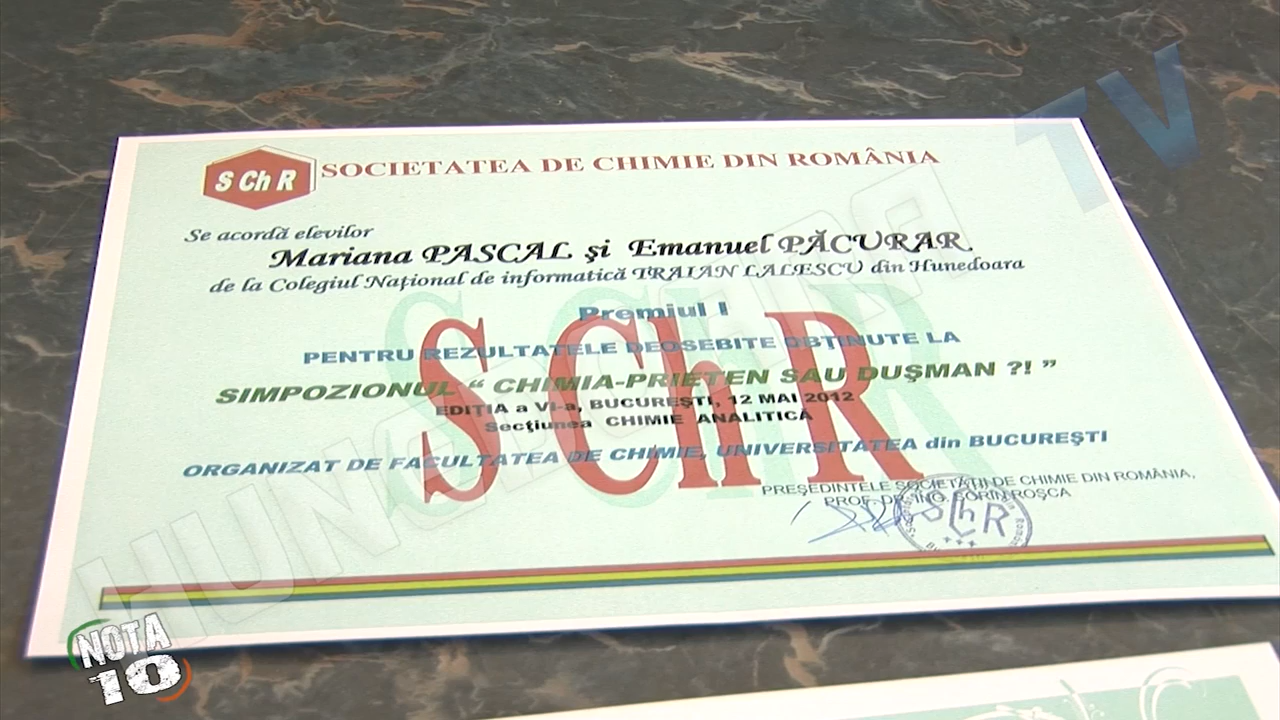 TV
S Ch R
SOCIETATEA DE CHIMIE DIN ROMÂNIA
Se acordă elevilor
Mariana PASCAL şi Emanuel PĂCURAR
de la Colegiul Naţional de informatică TRAIAN LALESCU din Hunedoara
Premiul I
PENTRU REZULTATELE DEOSEBITE OBŢINUTE LA
SIMPOZIONUL “ CHIMIA-PRIETEN SAU DUŞMAN ?! ”
EDIŢIA a VI-a, BUCUREŞTI, 12 MAI 2012
Secţiunea CHIMIE ANALITICĂ
S Ch R
ORGANIZAT DE FACULTATEA DE CHIMIE, UNIVERSITATEA din BUCUREŞTI
PREŞEDINTELE SOCIETĂŢII DE CHIMIE DIN ROMÂNIA,
PROF. DR. ING. SORIN ROŞCA
SChR
HUNEDOARA
NOTA
10